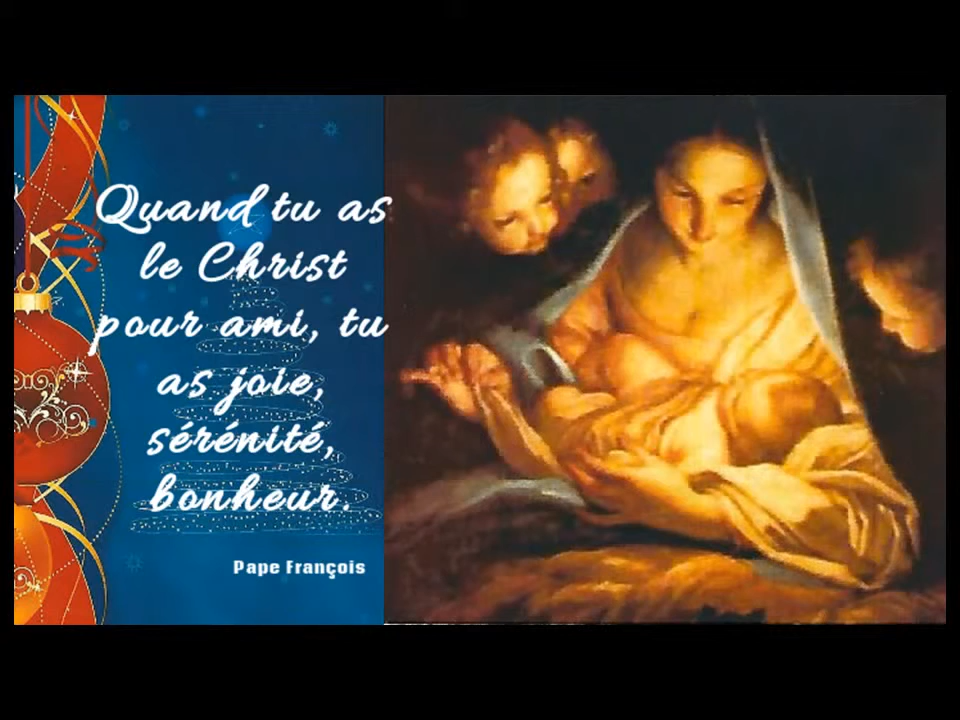 Quand tu as
le Christ
pour ami, tu
as joie,
sérénité,
bonheur.
Pape François